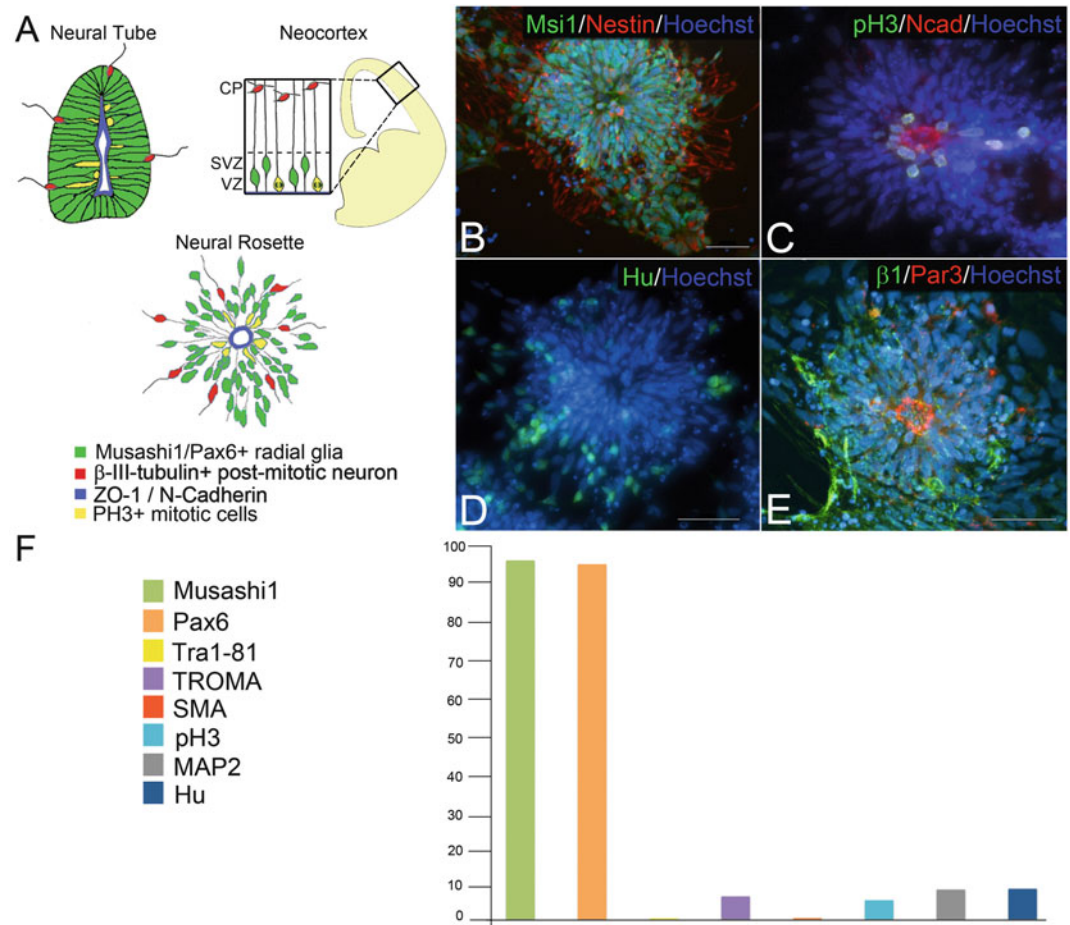 A
Neural Tube
Neocortex
CP
SVZ
VZ
Neural Rosette
Musashi1/Pax6+ radial glia
β-III-tubulin+ post-mitotic neuron
ZO-1 / N-Cadherin
PH3+ mitotic cells
Msi1/Nestin/Hoechst
B
pH3/Ncad/Hoechst
C
Hu/Hoechst
D
β1/Par3/Hoechst
E
F
Musashi1
Pax6
Tra1-81
TROMA
SMA
pH3
MAP2
Hu
100
90
80
70
60
50
40
30
20
10
0